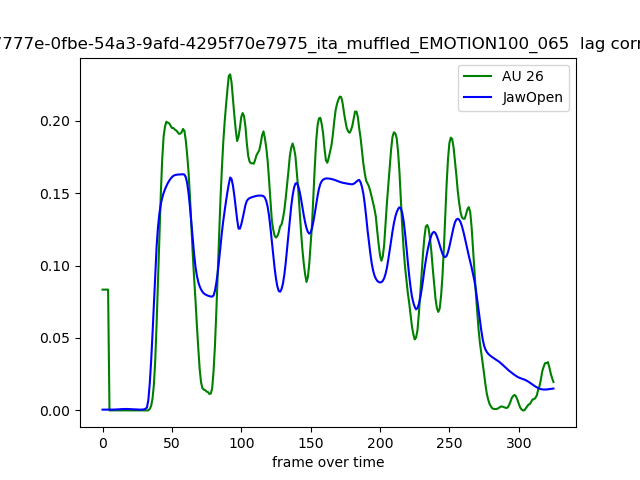 7777e-0fbe-54a3-9afd-4295f70e7975_ita_muffled_EMOTION100_065 lag corr
AU 26
JawOpen
0.20
0.15
0.10
0.05
0.00
0 50 100 150 200 250 300
frame over time